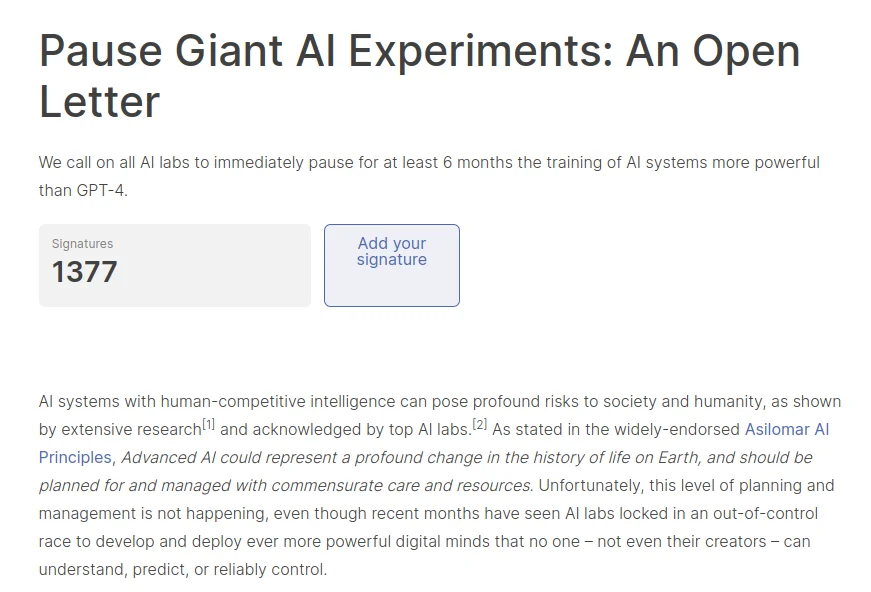 Pause Giant AI Experiments: An Open
Letter
We call on all AI labs to immediately pause for at least 6 months the training of AI systems more powerful
than GPT-4.
Signatures
1377
Add your
signature
AI systems with human-competitive intelligence can pose profound risks to society and humanity, as shown
by extensive research[1] and acknowledged by top AI labs.[2] As stated in the widely-endorsed Asilomar AI
Principles, Advanced AI could represent a profound change in the history of life on Earth, and should be
planned for and managed with commensurate care and resources. Unfortunately, this level of planning and
management is not happening, even though recent months have seen AI labs locked in an out-of-control
race to develop and deploy ever more powerful digital minds that no one – not even their creators – can
understand, predict, or reliably control.